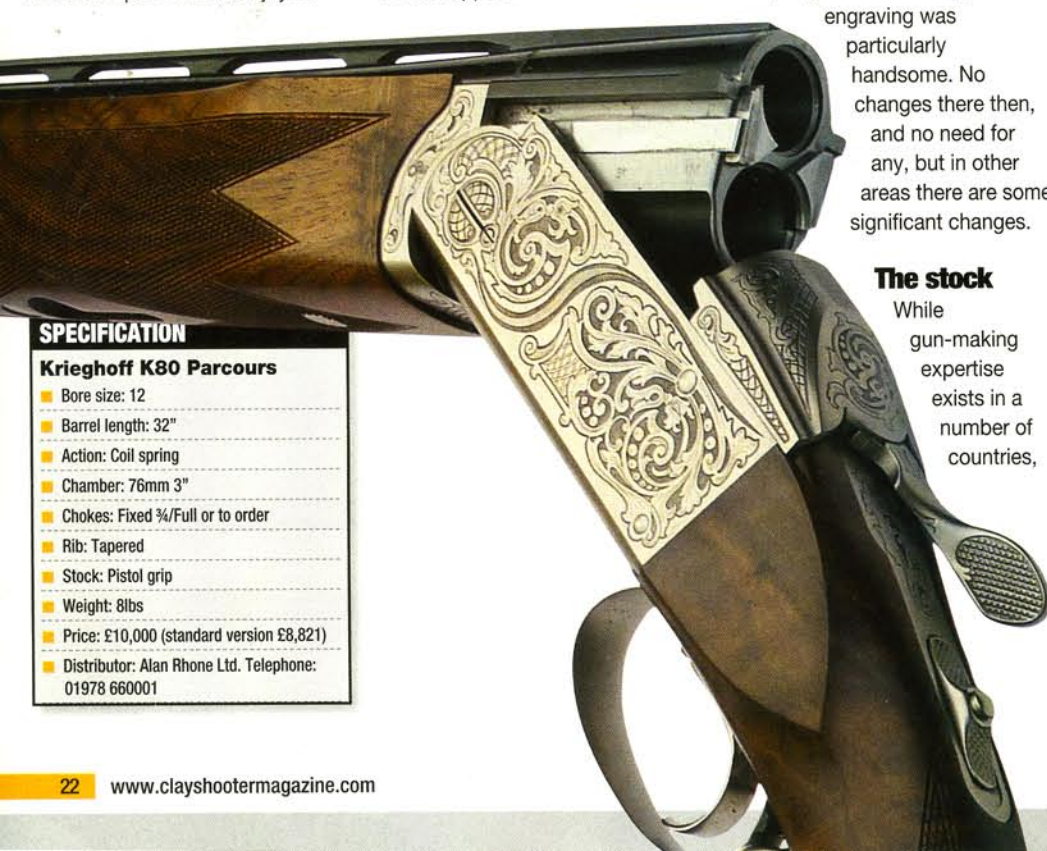 SPECIFICATION
Krieghoff K80 Parcours
Bore size: 12
Barrel length: 32”
Action: Coil spring
Chamber: 76mm 3”
Chokes: Fixed ¾/Full or to order
Rib: Tapered
Stock: Pistol grip
Weight: 8lbs
Price: £10,000 (standard version £8,821)
Distributor: Alan Rhone Ltd. Telephone:
01978 660001
engraving was
particularly
handsome. No
changes there then,
and no need for
any, but in other
areas there are some
significant changes.
The stock
While
gun-making
expertise
exists in a
number of
countries,
22 www.clayshootermagazine.com